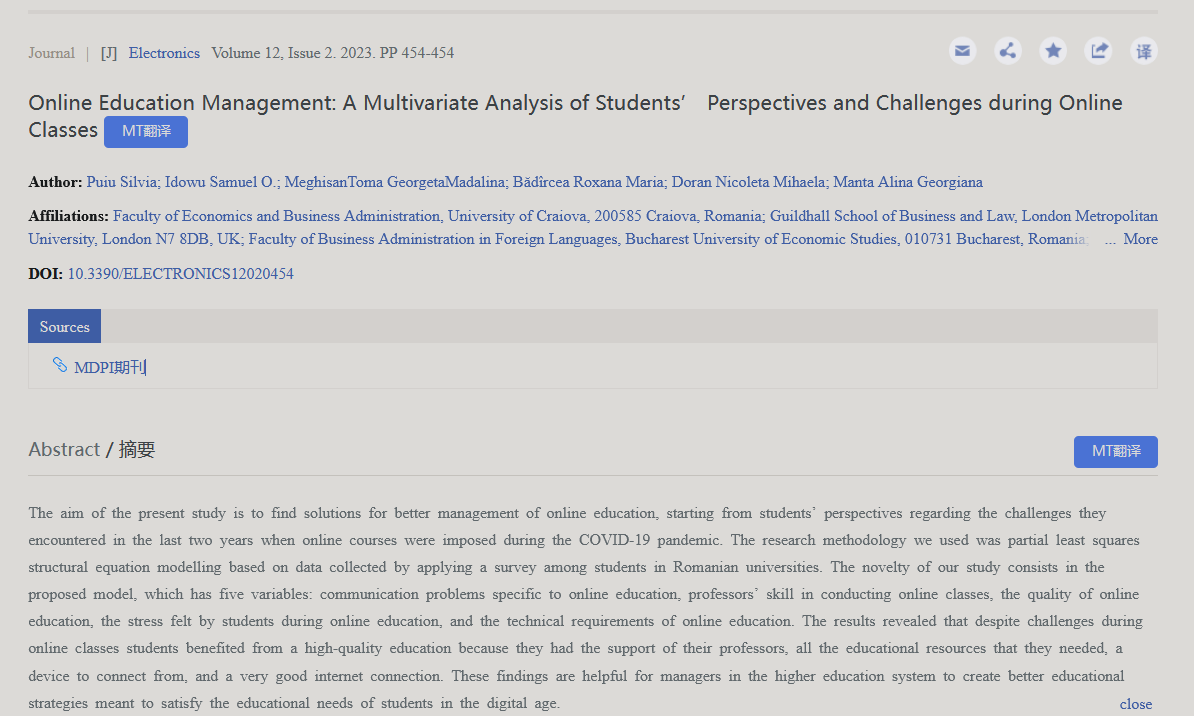 Journal | [J] Electronics Volume 12, Issue 2. 2023. PP 454-454
译
Online Education Management: A Multivariate Analysis of Students’ Perspectives and Challenges during Online
Classes MT翻译
Author: Puiu Silvia; Idowu Samuel O.; MeghisanToma GeorgetaMadalina; Bădîrcea Roxana Maria; Doran Nicoleta Mihaela; Manta Alina Georgiana
Affiliations: Faculty of Economics and Business Administration, University of Craiova, 200585 Craiova, Romania; Guildhall School of Business and Law, London Metropolitan
University, London N7 8DB, UK; Faculty of Business Administration in Foreign Languages, Bucharest University of Economic Studies, 010731 Bucharest, Romania; ... More
DOI: 10.3390/ELECTRONICS12020454
Sources
MDPI期刊
Abstract / 摘要
MT翻译
The aim of the present study is to find solutions for better management of online education, starting from students’ perspectives regarding the challenges they
encountered in the last two years when online courses were imposed during the COVID-19 pandemic. The research methodology we used was partial least squares
structural equation modelling based on data collected by applying a survey among students in Romanian universities. The novelty of our study consists in the
proposed model, which has five variables: communication problems specific to online education, professors’ skill in conducting online classes, the quality of online
education, the stress felt by students during online education, and the technical requirements of online education. The results revealed that despite challenges during
online classes students benefited from a high-quality education because they had the support of their professors, all the educational resources that they needed, a
device to connect from, and a very good internet connection. These findings are helpful for managers in the higher education system to create better educational
strategies meant to satisfy the educational needs of students in the digital age.
close